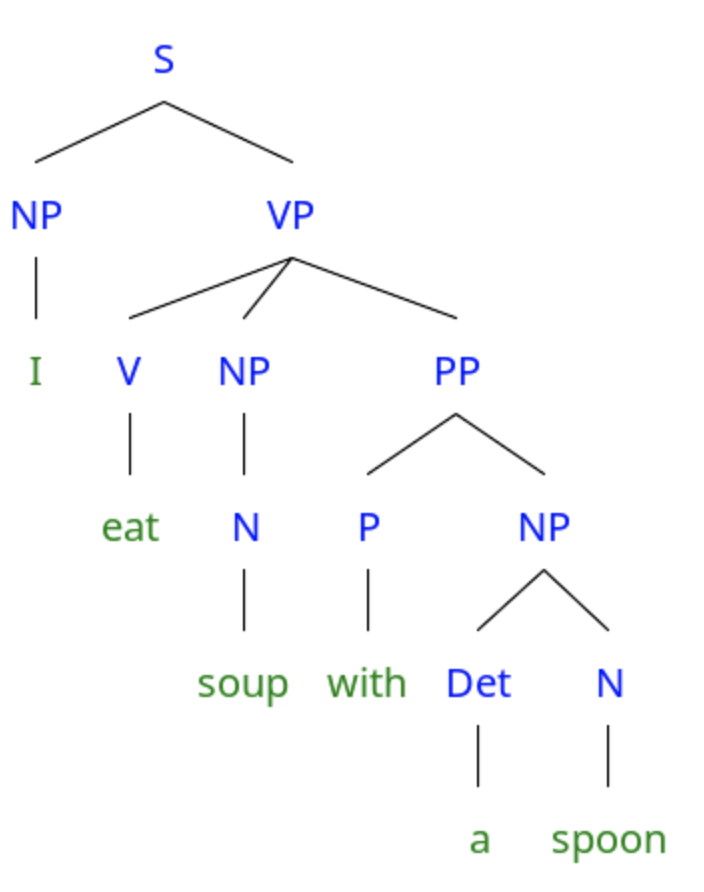 S
NP VP
I V NP PP
eat N P NP
soup with Det N
a spoon